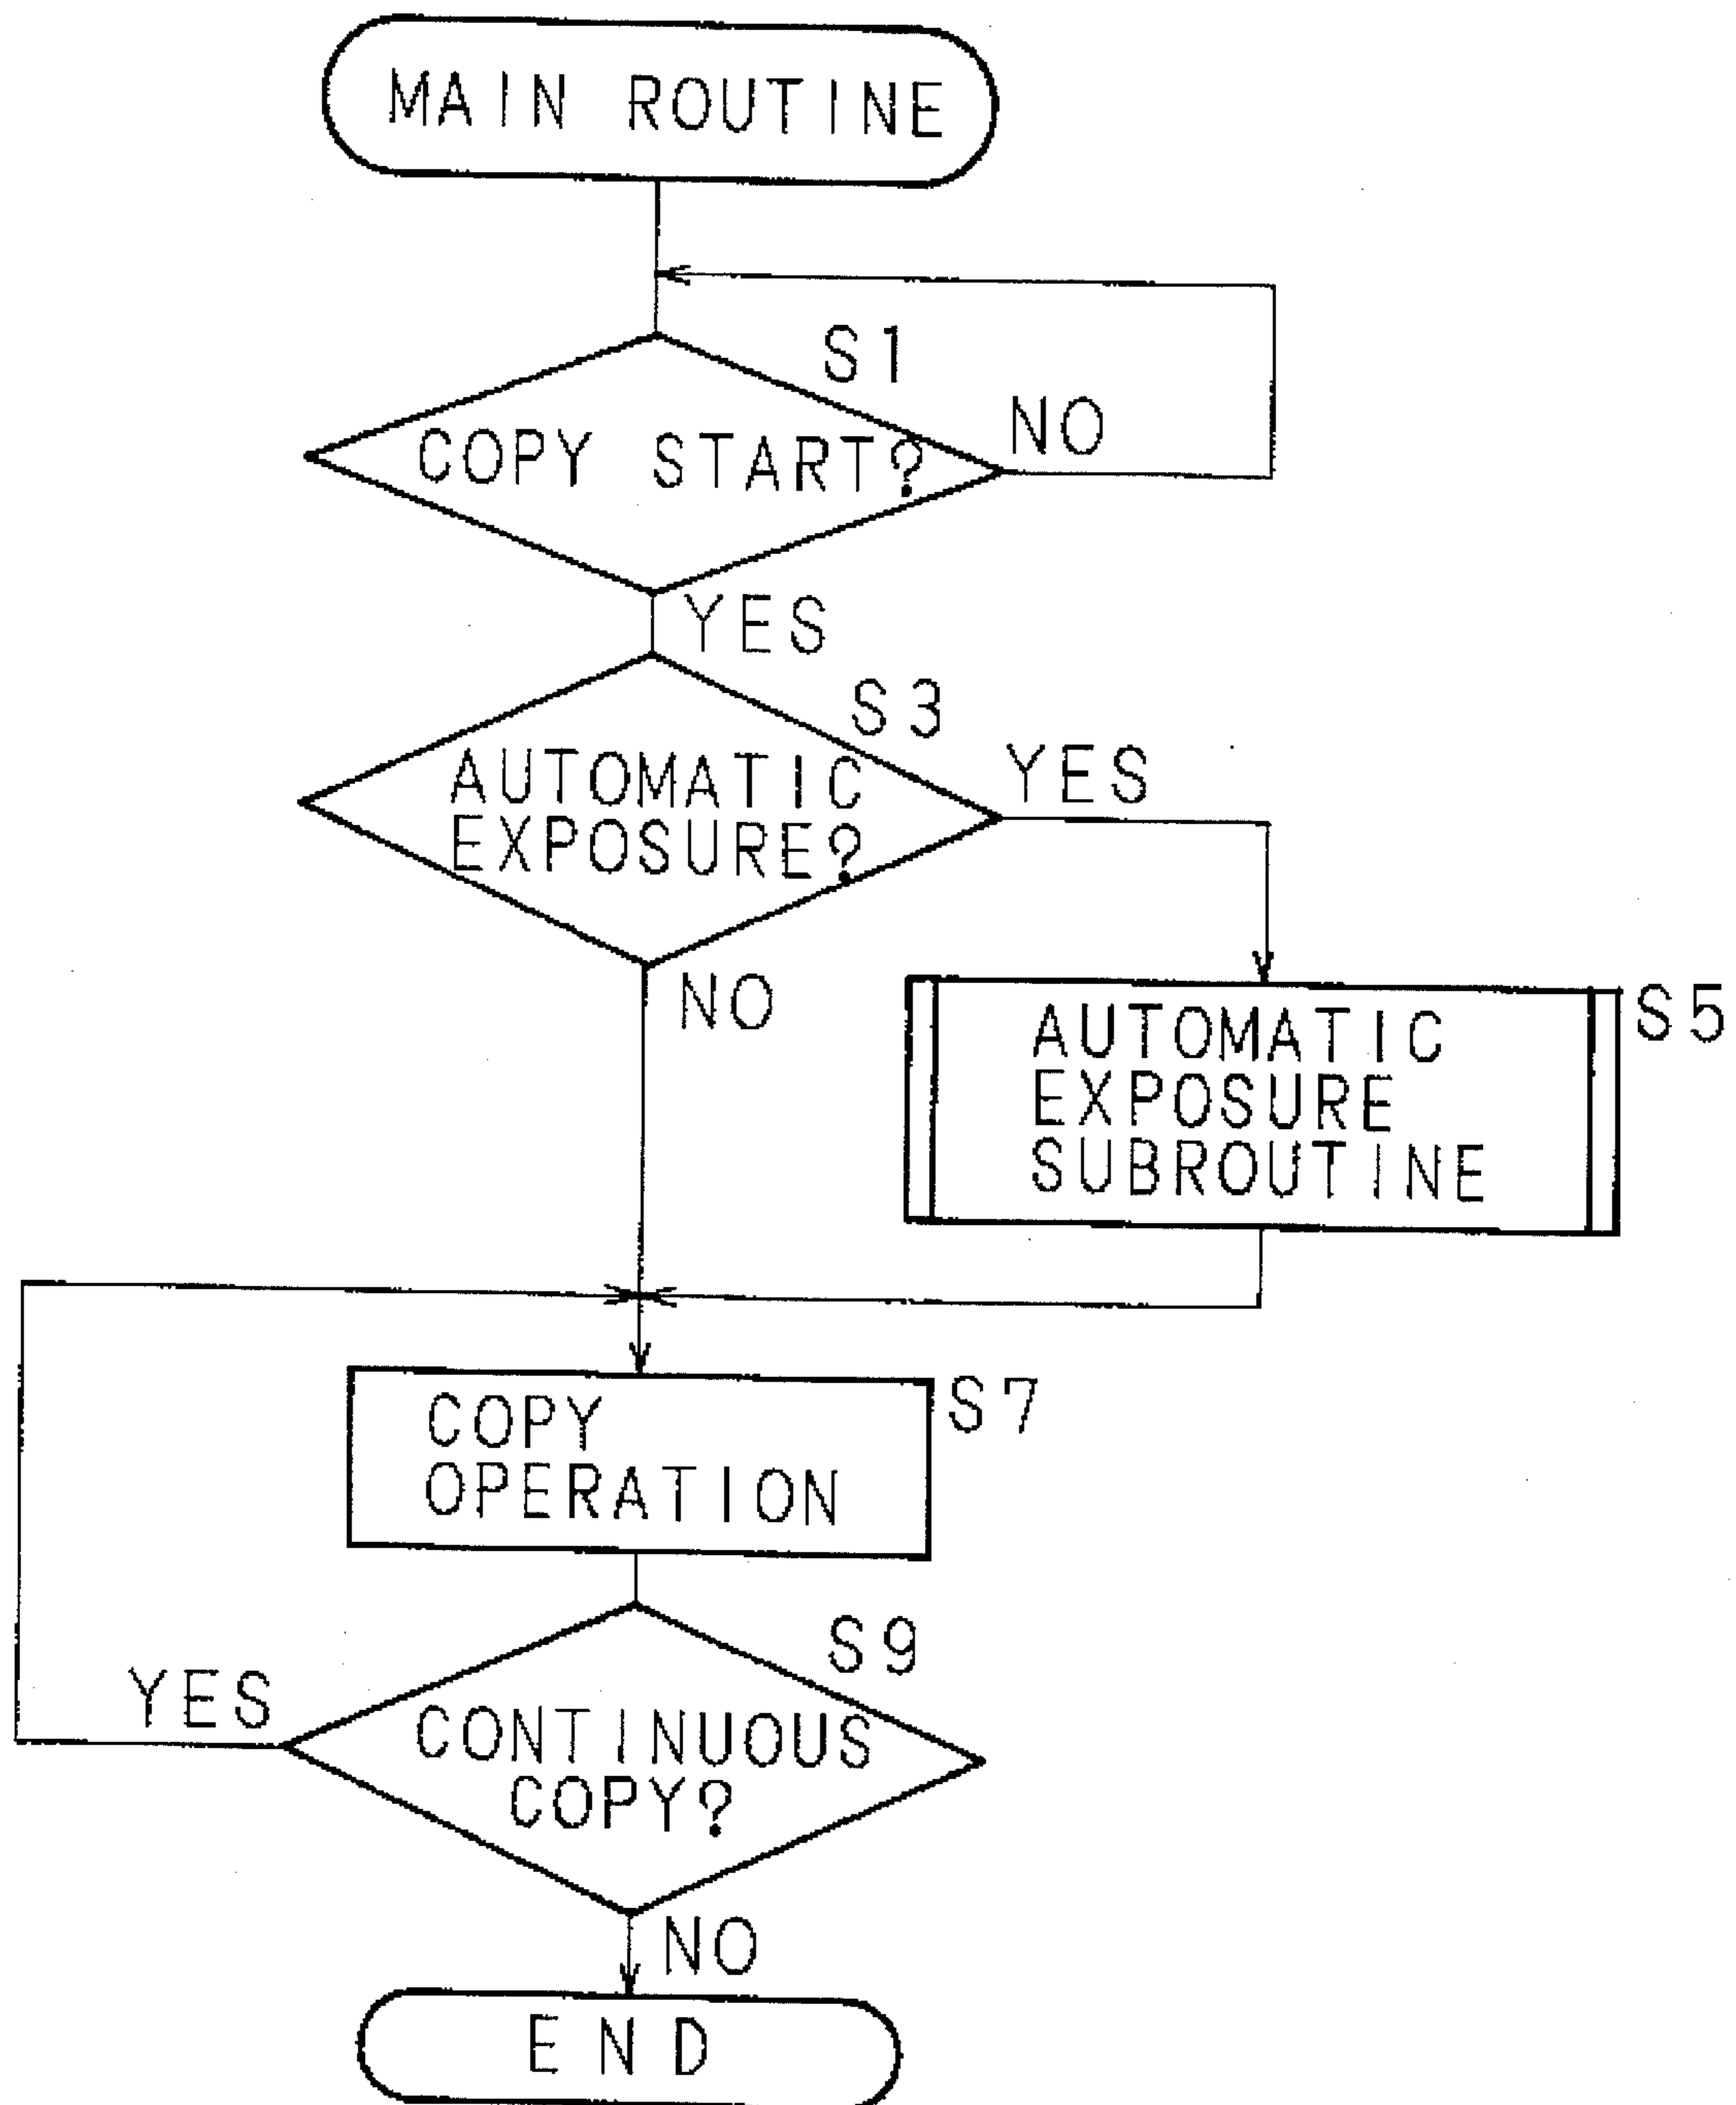 MAIN ROUTINE
S1
COPY START?
NO
YES
S3
AUTOMATIC
EXPOSURE?
YES
NO
AUTOMATIC
EXPOSURE
SUBROUTINE
S5
COPY
OPERATION
S7
S9
CONTINUOUS
COPY?
YES
NO
END